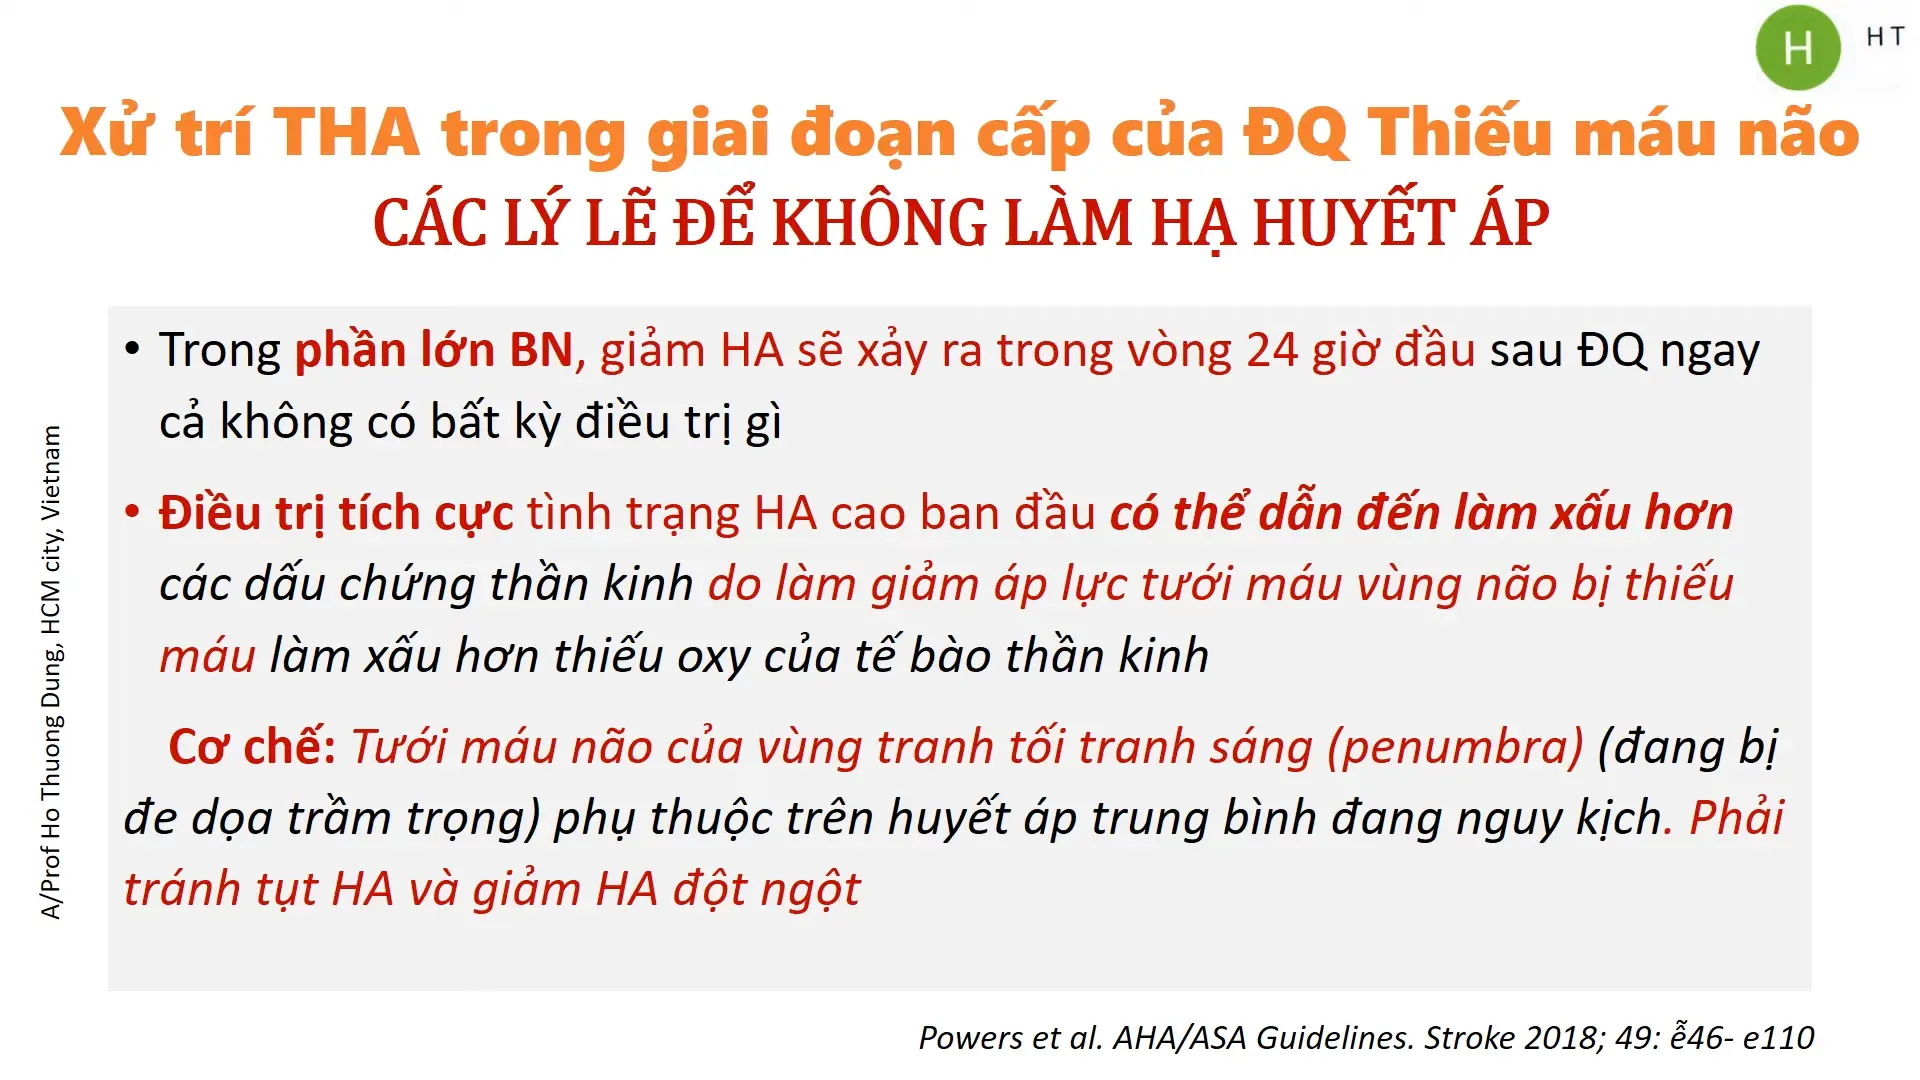 H
H T
Xử trí THA trong giai đoạn cấp của ĐQ Thiếu máu não
CÁC LÝ LẼ ĐỂ KHÔNG LÀM HẠ HUYẾT ÁP
• Trong phần lớn BN, giảm HA sẽ xảy ra trong vòng 24 giờ đầu sau ĐQ ngay
cả không có bất kỳ điều trị gì
• Điều trị tích cực tình trạng HA cao ban đầu có thể dẫn đến làm xấu hơn
các dấu chứng thần kinh do làm giảm áp lực tưới máu vùng não bị thiếu
máu làm xấu hơn thiếu oxy của tế bào thần kinh
Cơ chế: Tưới máu não của vùng tranh tối tranh sáng (penumbra) (đang bị
đe dọa trầm trọng) phụ thuộc trên huyết áp trung bình đang nguy kịch. Phải
tránh tụt HA và giảm HA đột ngột
A/Prof Ho Thuong Dung, HCM city, Vietnam
Powers et al. AHA/ASA Guidelines. Stroke 2018; 49: ễ46- e110